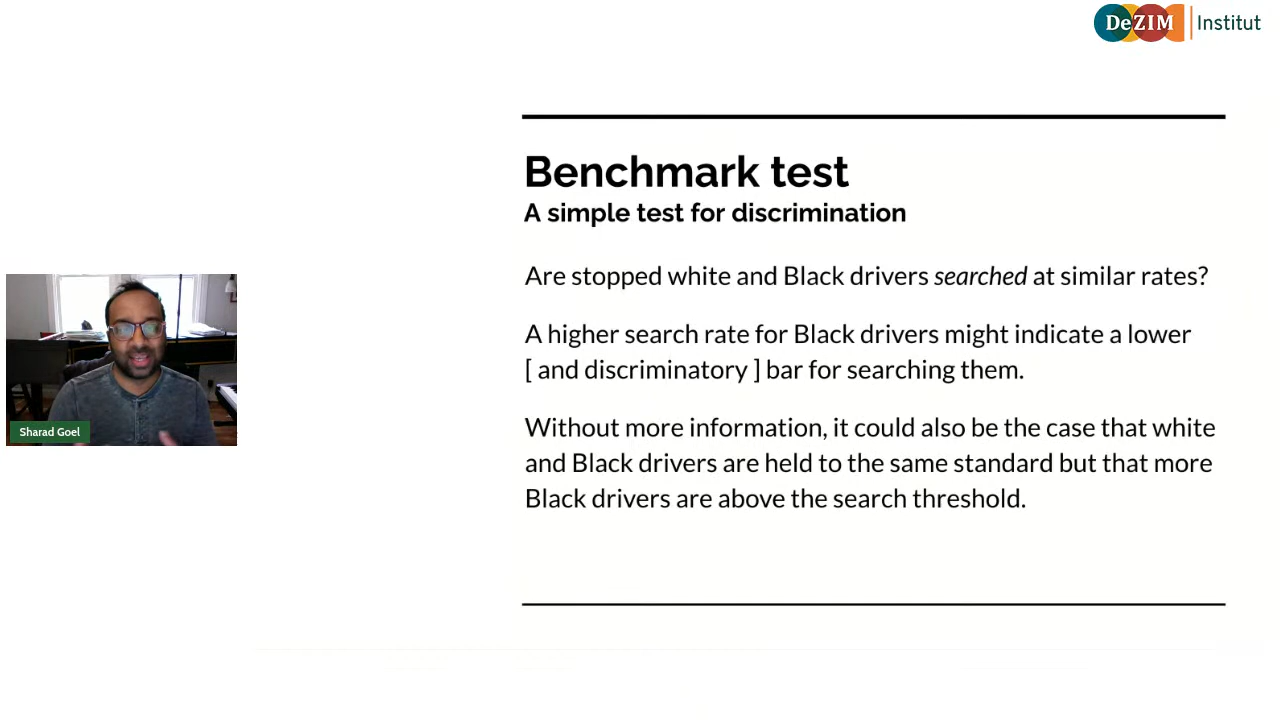 DeZIM Institut
Benchmark test
A simple test for discrimination
Are stopped white and Black drivers searched at similar rates?
A higher search rate for Black drivers might indicate a lower
[ and discriminatory ] bar for searching them.
Without more information, it could also be the case that white
and Black drivers are held to the same standard but that more
Black drivers are above the search threshold.
Sharad Goel